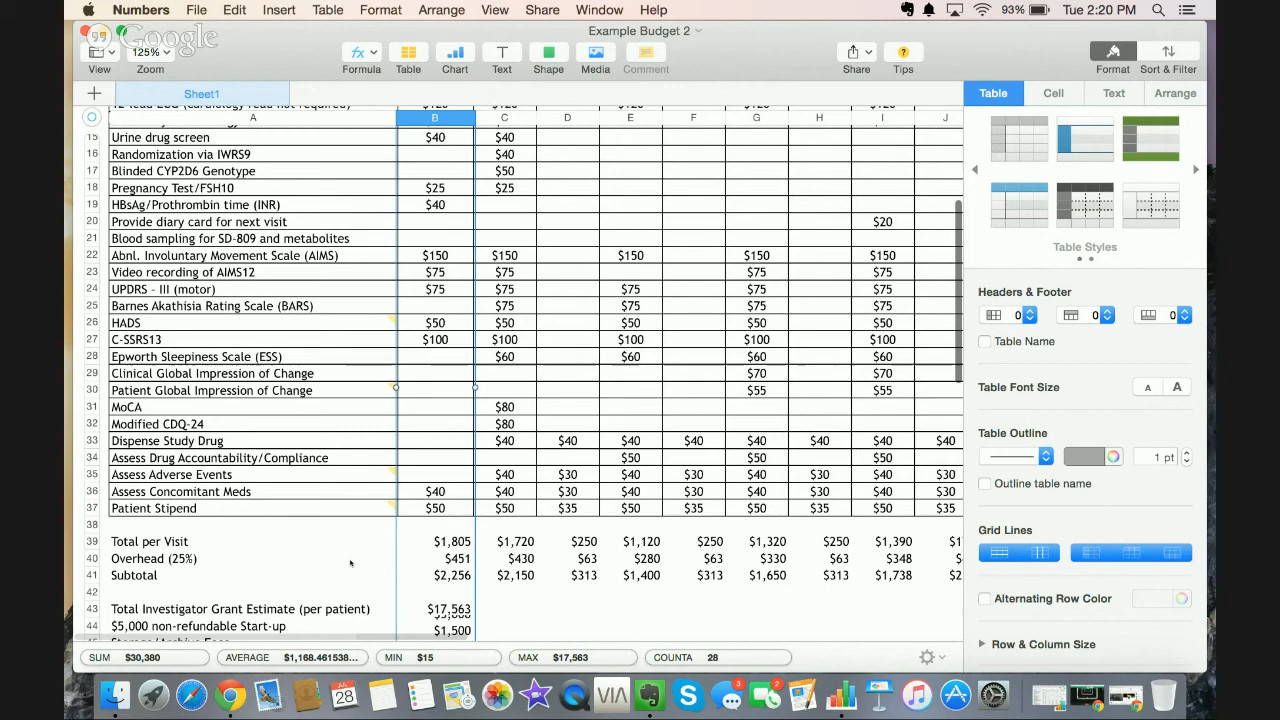 Numbers File Edit Insert Table Format Arrange View Share Window Help 93% Tue 2:20 PM
Example Budget 2
Google
125%
View Zoom Formula Table Chart Text Shape Media Comment Share Tips Format Sort & Filter
Sheet1
Table Cell Text Arrange
A B C D E F G H I J
15 Urine drug screen $40 $40
16 Randomization via IWRS9 $40
17 Blinded CYP2D6 Genotype $50
18 Pregnancy Test/FSH10 $25 $25
19 HBsAg/Prothrombin time (INR) $40
20 Provide diary card for next visit $20
21 Blood sampling for SD-809 and metabolites
22 Abnl. Involuntary Movement Scale (AIMS) $150 $150 $150 $150 $150
23 Video recording of AIMS12 $75 $75 $75 $75
24 UPDRS - III (motor) $75 $75 $75 $75 $75
25 Barnes Akathisia Rating Scale (BARS) $75 $75 $75 $75
26 HADS $50 $50 $50 $50 $50
27 C-SSRS13 $100 $100 $100 $100 $100
28 Epworth Sleepiness Scale (ESS) $60 $60 $60 $60
29 Clinical Global Impression of Change $70 $70
30 Patient Global Impression of Change $55 $55
31 MoCA $80
32 Modified CDQ-24 $80
33 Dispense Study Drug $40 $40 $40 $40 $40 $40 $40 $40
34 Assess Drug Accountability/Compliance $50 $50 $50
35 Assess Adverse Events $40 $30 $40 $30 $40 $30 $40 $30
36 Assess Concomitant Meds $40 $40 $30 $40 $30 $40 $30 $40 $30
37 Patient Stipend $50 $50 $35 $50 $35 $50 $35 $50 $35
38
39 Total per Visit $1,805 $1,720 $250 $1,120 $250 $1,320 $250 $1,390
40 Overhead (25%) $451 $430 $63 $280 $63 $330 $63 $348
41 Subtotal $2,256 $2,150 $313 $1,400 $313 $1,650 $313 $1,738
42
43 Total Investigator Grant Estimate (per patient) $17,563
44 $5,000 non-refundable Start-up $1,500
Table Styles
Headers & Footer
0 0 0
Table Name
Table Font Size A A
Table Outline
1 pt
Outline table name
Grid Lines
Alternating Row Color
Row & Column Size
SUM $30,380 AVERAGE $1,168.461538... MIN $15 MAX $17,563 COUNTA 28
JUL 28
VIA
3
2